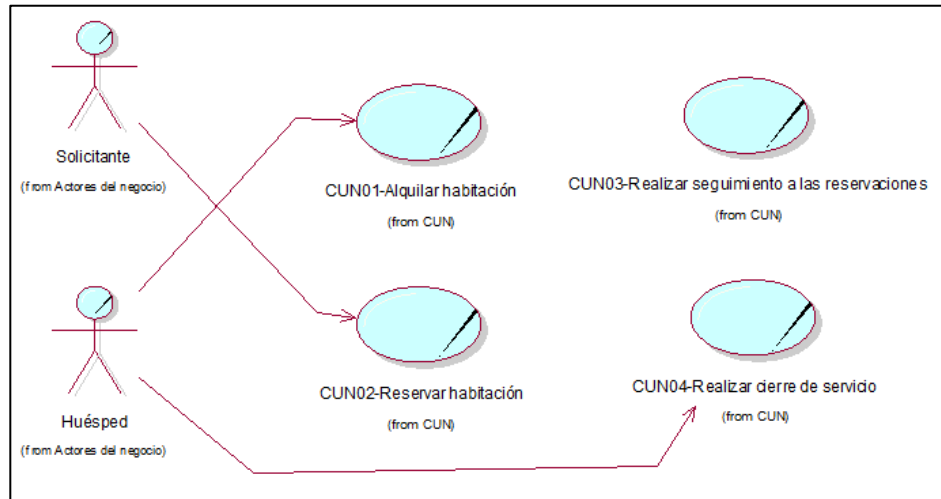 Solicitante
(from Actores del negocio)
CUN01-Alquilar habitación
(from CUN)
CUN03-Realizar seguimiento a las reservaciones
(from CUN)
Huésped
(from Actores del negocio)
CUN02-Reservar habitación
(from CUN)
CUN04-Realizar cierre de servicio
(from CUN)